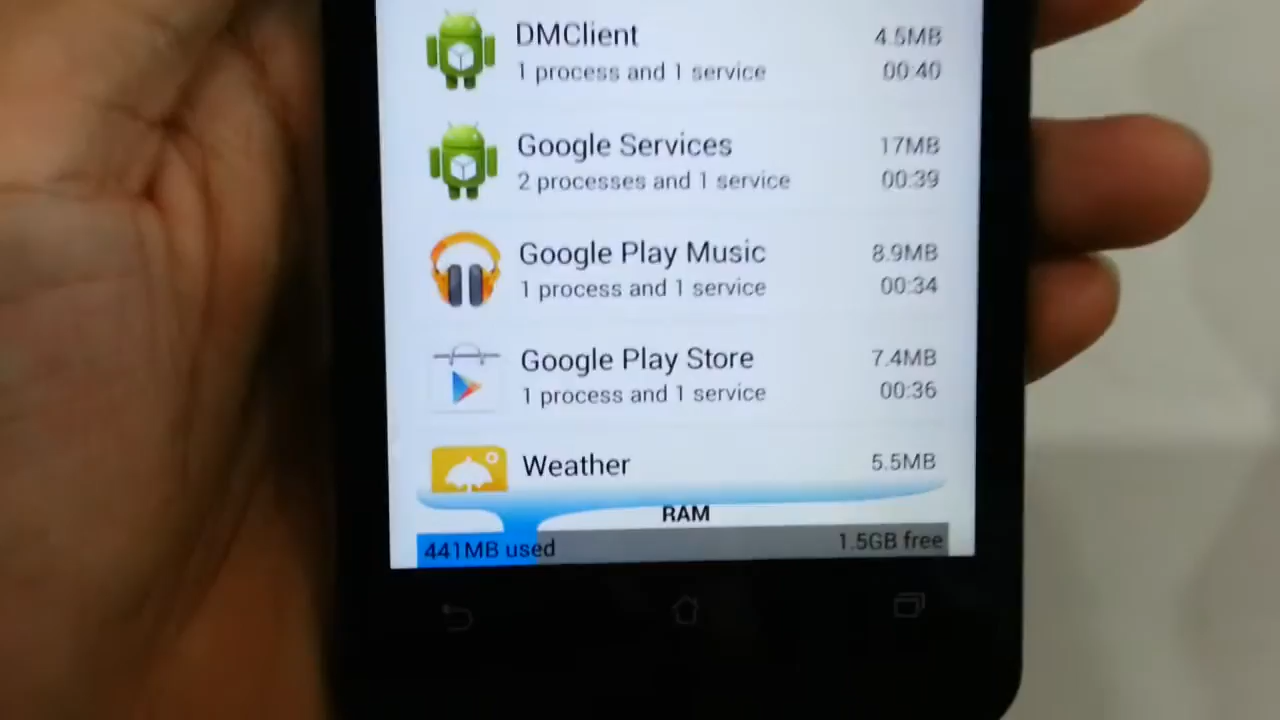 DMClient 4.5MB
1 process and 1 service 00:40
Google Services 17MB
2 processes and 1 service 00:39
Google Play Music 8.9MB
1 process and 1 service 00:34
Google Play Store 7.4MB
1 process and 1 service 00:36
Weather 5.5MB
RAM
441MB used 1.5GB free